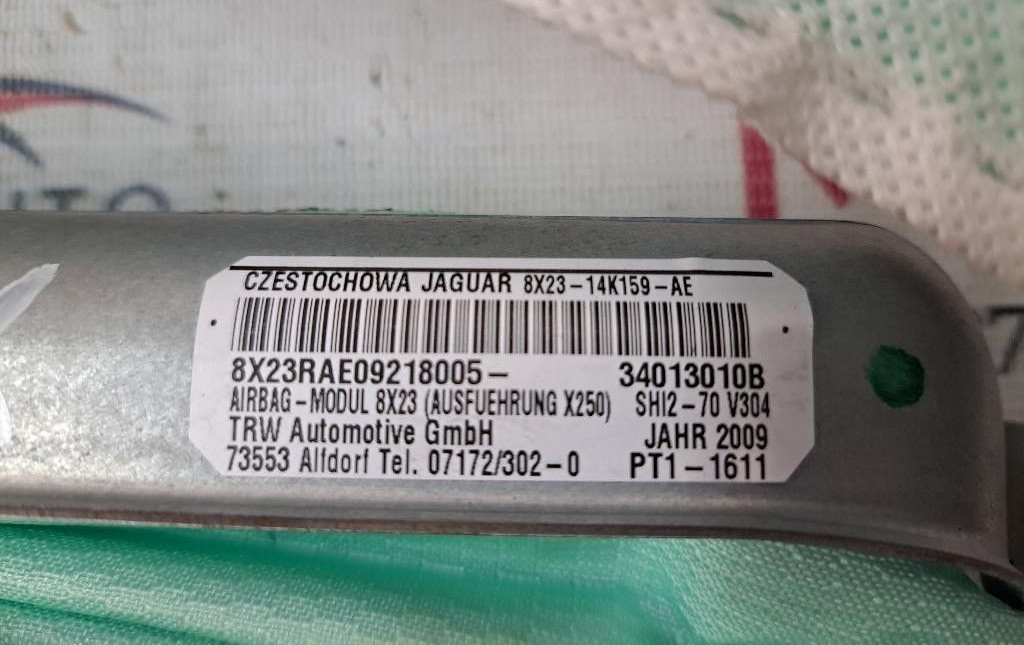 CZESTOCHOWA JAGUAR 8X23-14K159-AE
8X23RAE09218005- 34013010B
AIRBAG-MODUL 8X23 (AUSFUEHRUNG X250) SHI2-70 V304
TRW Automotive GmbH JAHR 2009
73553 Alfdorf Tel. 07172/302-0 PT1-1611